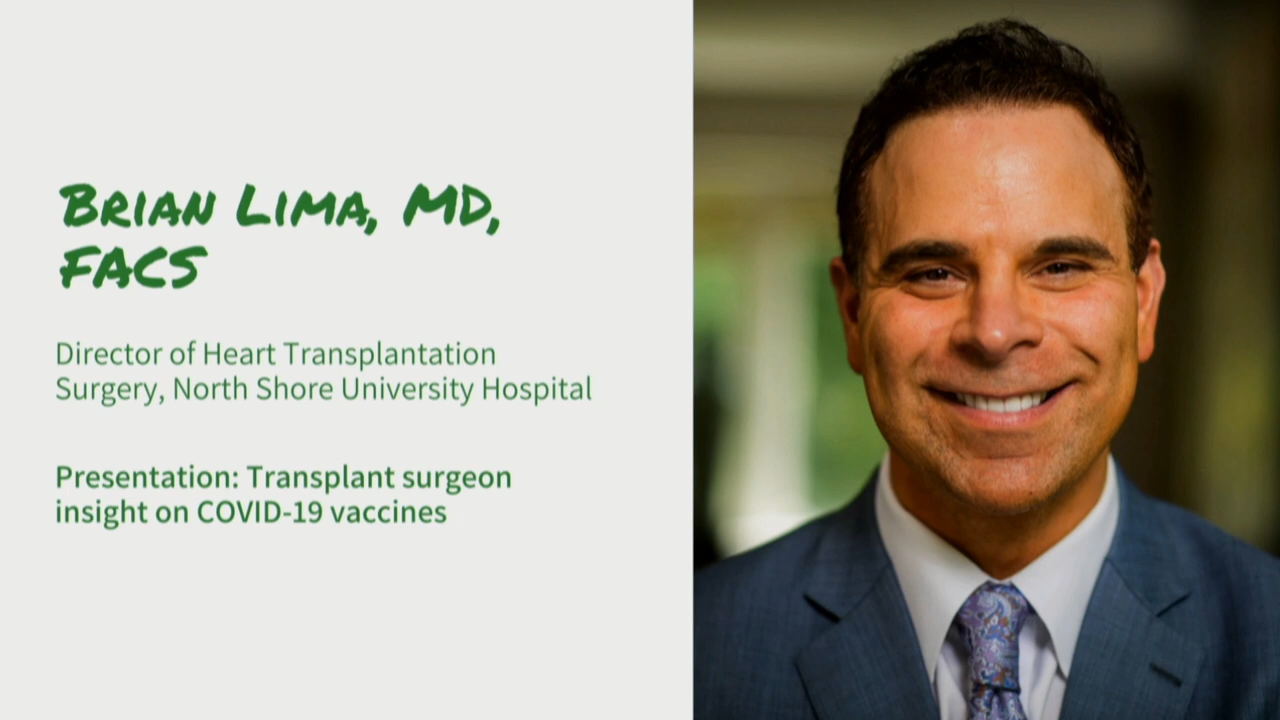 Brian Lima, MD,
FACS
Director of Heart Transplantation
Surgery, North Shore University Hospital
Presentation: Transplant surgeon
insight on COVID-19 vaccines